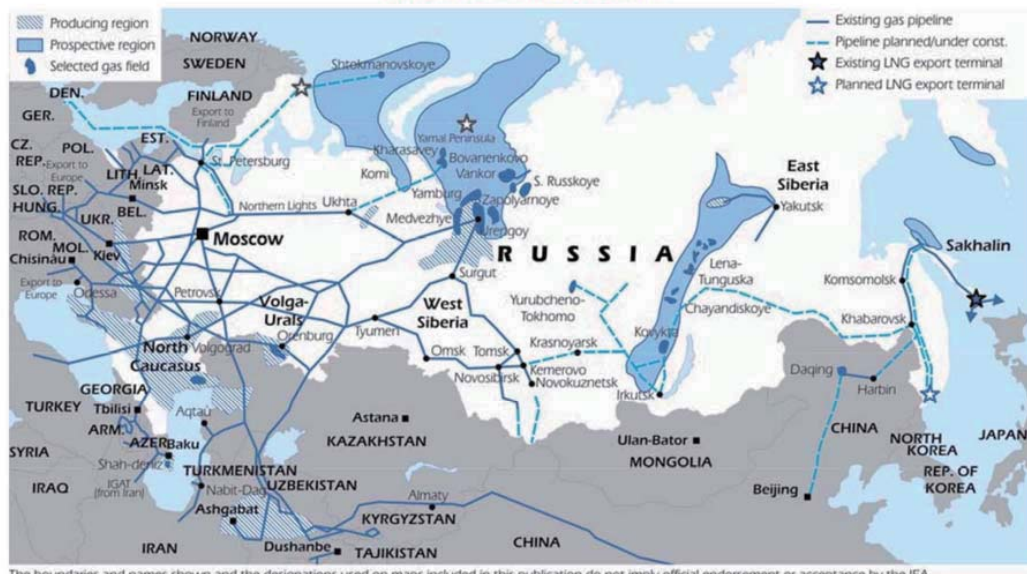 Producing region
Prospective region
Selected gas field
Existing gas pipeline
Pipeline planned/under const.
Existing LNG export terminal
Planned LNG export terminal
NORWAY
SWEDEN
Shtokmanovskoye
DEN.
FINLAND
Export to
Finland
GER.
EST.
CZ.
REP.
POL.
Export to
Europe
LAT.
LITH.
St. Petersburg
Minsk
Yamal Peninsula
Kharasavey
Bovanenkovo
Vankor
S. Russkoye
Komi
Yamburg
Zapolyarnoye
East
Siberia
Yakutsk
SLO. REP.
HUNG.
BEL.
UKR.
Northern Lights
Ukhta
Medvezhye
Urengoy
ROM.
MOL.
Kiev
Moscow
RUSSIA
Sakhalin
Chisinău
Surgut
Lena-
Tunguska
Komsomolsk
Export to
Europe
Odessa
Petrovsk
Volga-
Urals
Yurubcheno-
Tokhomo
Chayandiskoye
Orenburg
West
Siberia
Tyumen
Khabarovsk
North
Caucasus
Volgograd
Omsk
Tomsk
Krasnoyarsk
Kovykta
Kemerovo
Novosibirsk
Novokuznetsk
Irkutsk
Daqing
Harbin
GEORGIA
TURKEY
Tbilisi
Aqtau
ARM.
Astana
KAZAKHSTAN
Ulan-Bator
MONGOLIA
CHINA
NORTH
KOREA
JAPAN
AZER.
Baku
SYRIA
Shah-deniz
TURKMENISTAN
UZBEKISTAN
REP. OF
KOREA
IRAQ
IGAT
(from Iran)
Nabit-Dag
Ashgabat
Almaty
KYRGYZSTAN
Beijing
IRAN
Dushanbe
TAJIKISTAN
CHINA
The boundaries and names shown and the designations used on maps included in this publication do not imply official endorsement or acceptance by the IEA